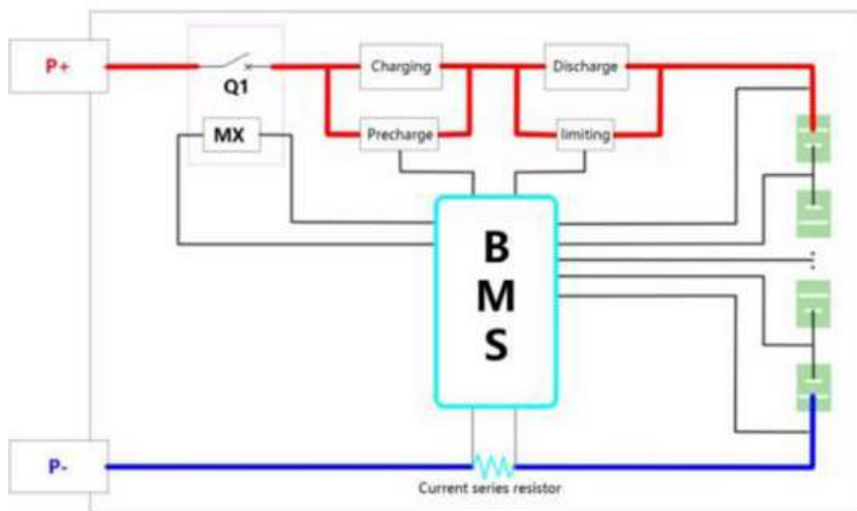 P+
Q1
MX
Charging
Discharge
Precharge
limiting
B
M
S
P-
Current series resistor